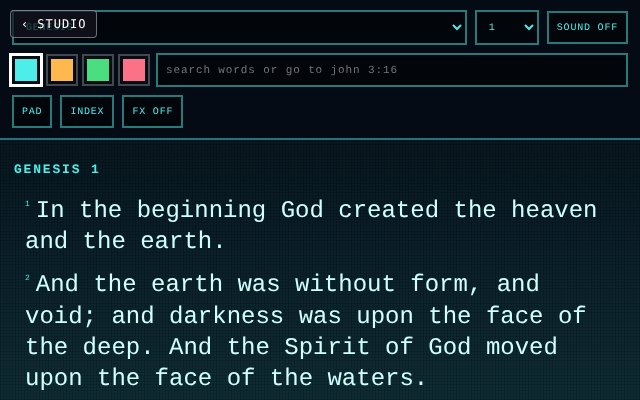 ‹ STUDIO
1
SOUND OFF
search words or go to john 3:16
PAD
INDEX
FX OFF
GENESIS 1
1 In the beginning God created the heaven
and the earth.
2 And the earth was without form, and
void; and darkness was upon the face of
the deep. And the Spirit of God moved
upon the face of the waters.